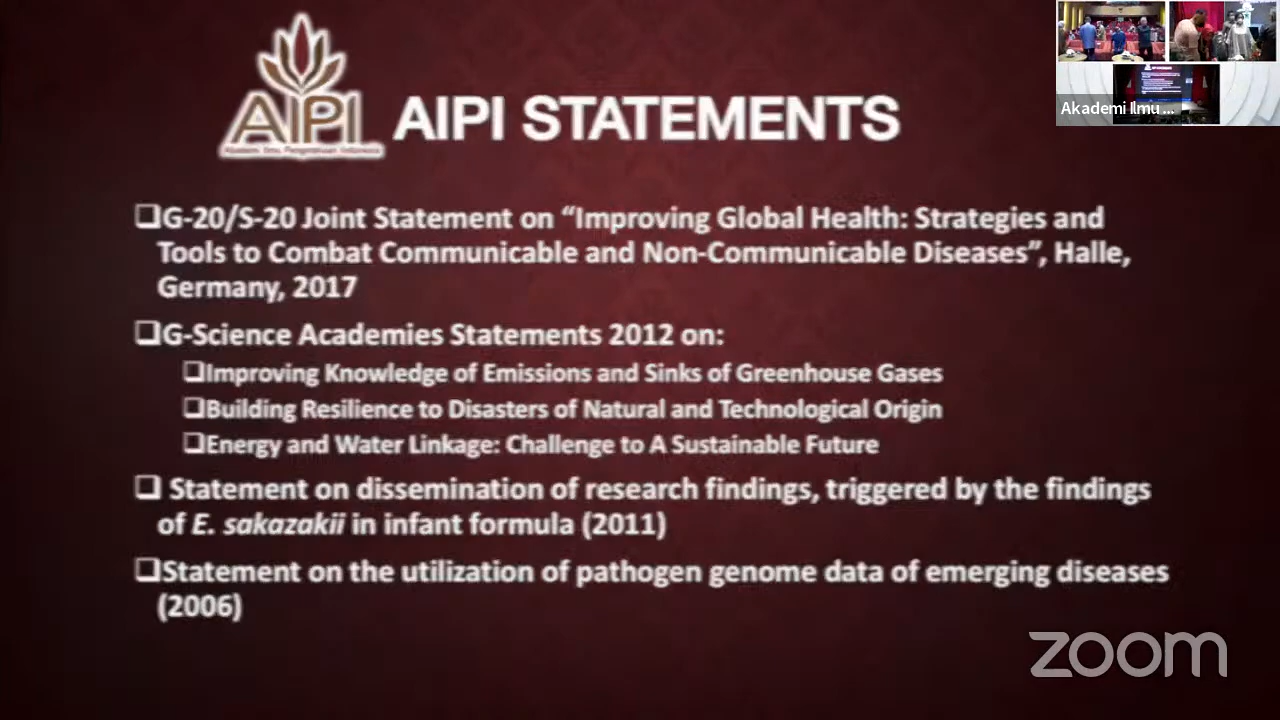 AIPI
Akademi Ilmu Pengetahuan Indonesia
AIPI STATEMENTS
❑G-20/S-20 Joint Statement on “Improving Global Health: Strategies and
Tools to Combat Communicable and Non-Communicable Diseases”, Halle,
Germany, 2017
❑G-Science Academies Statements 2012 on:
❑Improving Knowledge of Emissions and Sinks of Greenhouse Gases
❑Building Resilience to Disasters of Natural and Technological Origin
❑Energy and Water Linkage: Challenge to A Sustainable Future
❑ Statement on dissemination of research findings, triggered by the findings
of E. sakazakii in infant formula (2011)
❑Statement on the utilization of pathogen genome data of emerging diseases
(2006)
Akademi Ilmu ...
zoom